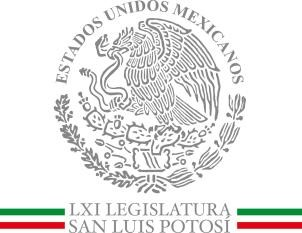 ESTADOS UNIDOS MEXICANOS
LXI LEGISLATURA
SAN LUIS POTOSÍ